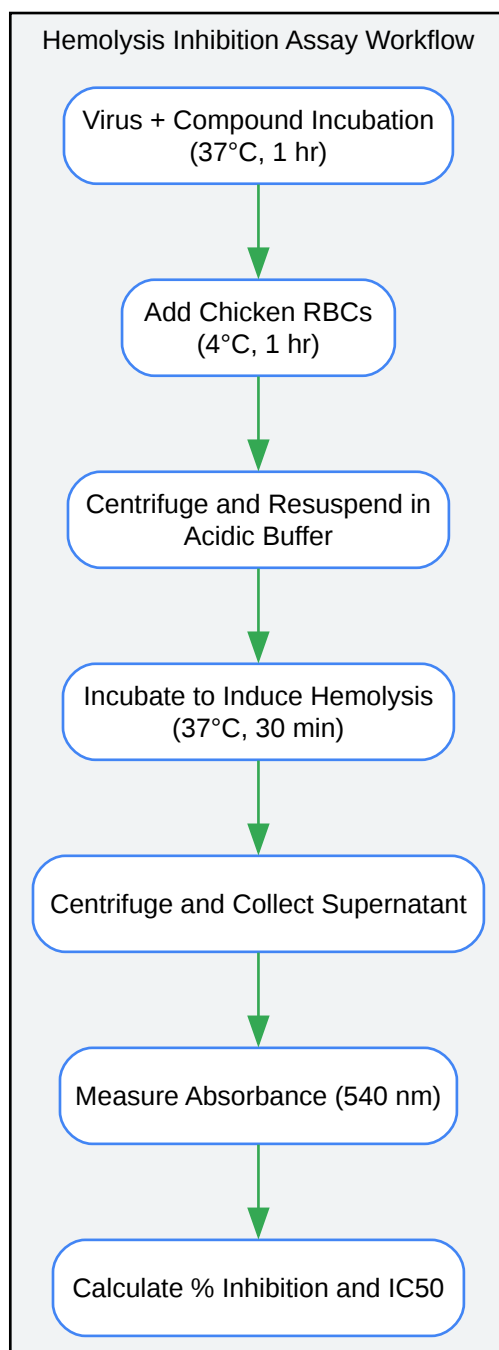 Hemolysis Inhibition Assay Workflow
Virus + Compound Incubation
(37°C, 1 hr)
Add Chicken RBCs
(4°C, 1 hr)
Centrifuge and Resuspend in
Acidic Buffer
Incubate to Induce Hemolysis
(37°C, 30 min)
Centrifuge and Collect Supernatant
Measure Absorbance (540 nm)
Calculate % Inhibition and IC50